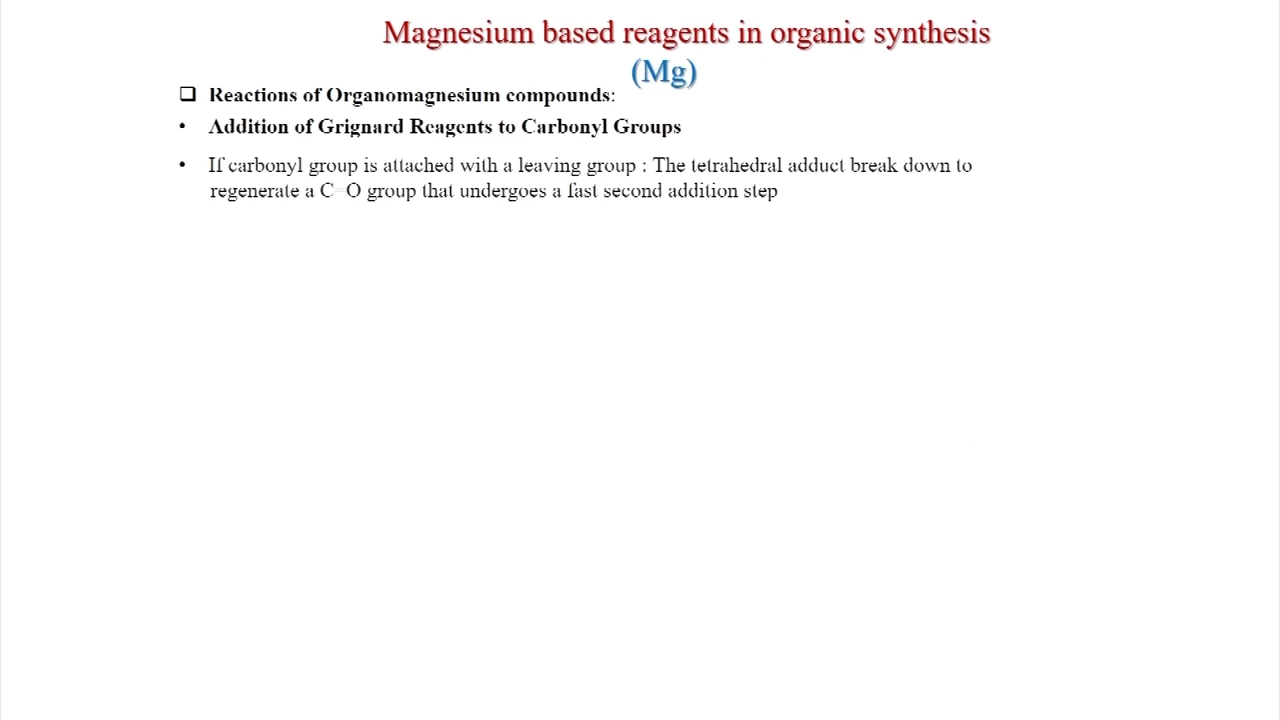 Magnesium based reagents in organic synthesis
(Mg)
❑ Reactions of Organomagnesium compounds:
• Addition of Grignard Reagents to Carbonyl Groups
• If carbonyl group is attached with a leaving group : The tetrahedral adduct break down to
regenerate a C=O group that undergoes a fast second addition step